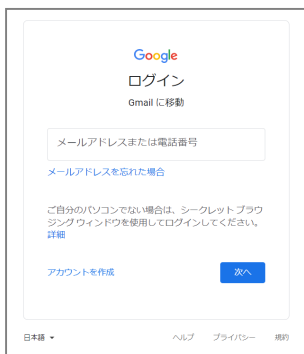 Google
ログイン
Gmail に移動
メールアドレスまたは電話番号
メールアドレスを忘れた場合
ご自分のパソコンでない場合は、シークレット ブラウ
ジング ウィンドウを使用してログインしてください。
詳細
アカウントを作成
次へ
日本語
ヘルプ
プライバシー
規約